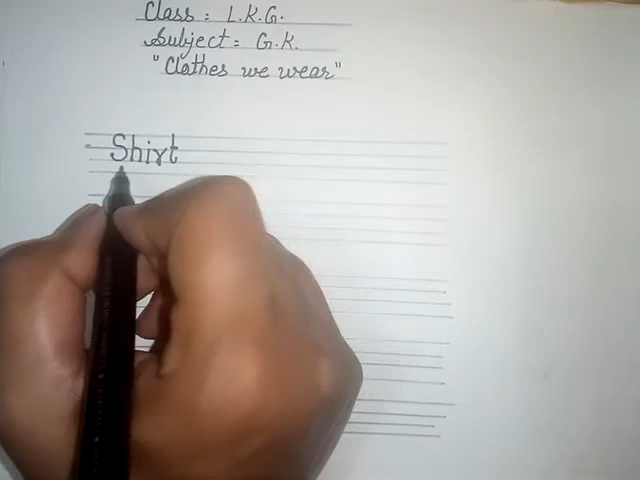 Class : L.K.G.
Subject = G.K.
"Clothes we wear"
Shirt